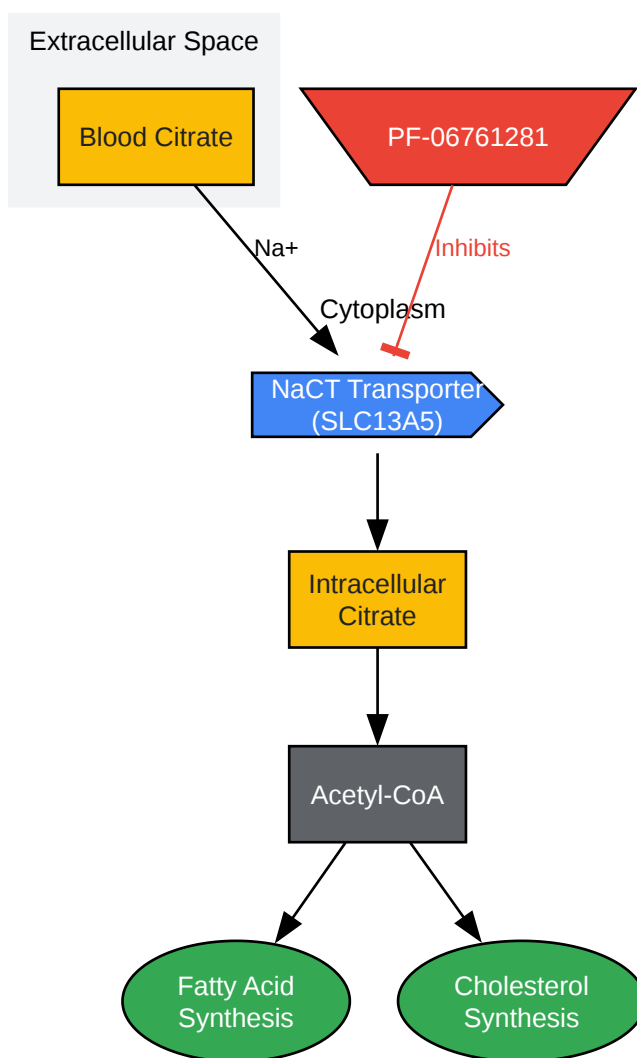 Extracellular Space
Blood Citrate
PF-06761281
Na+
Inhibits
Cytoplasm
NaCT Transporter
(SLC13A5)
Intracellular
Citrate
Acetyl-CoA
Fatty Acid
Synthesis
Cholesterol
Synthesis